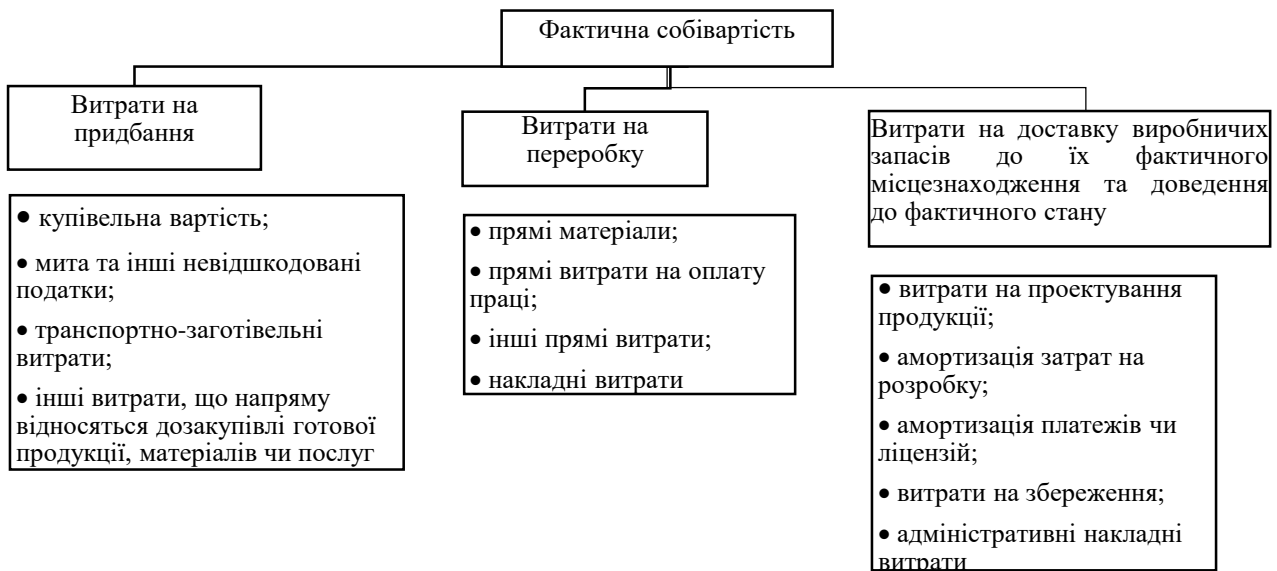 Фактична собівартість
Витрати на
придбання
• купівельна вартість;
• мита та інші невідшкодовані
податки;
• транспортно-заготівельні
витрати;
• інші витрати, що напряму
відносяться дозакупівлі готової
продукції, матеріалів чи послуг
Витрати на
переробку
• прямі матеріали;
• прямі витрати на оплату
праці;
• інші прямі витрати;
• накладні витрати
Витрати на доставку виробничих
запасів до їх фактичного
місцезнаходження та доведення
до фактичного стану
• витрати на проектування
продукції;
• амортизація затрат на
розробку;
• амортизація платежів чи
ліцензій;
• витрати на збереження;
• адміністративні накладні
витрати